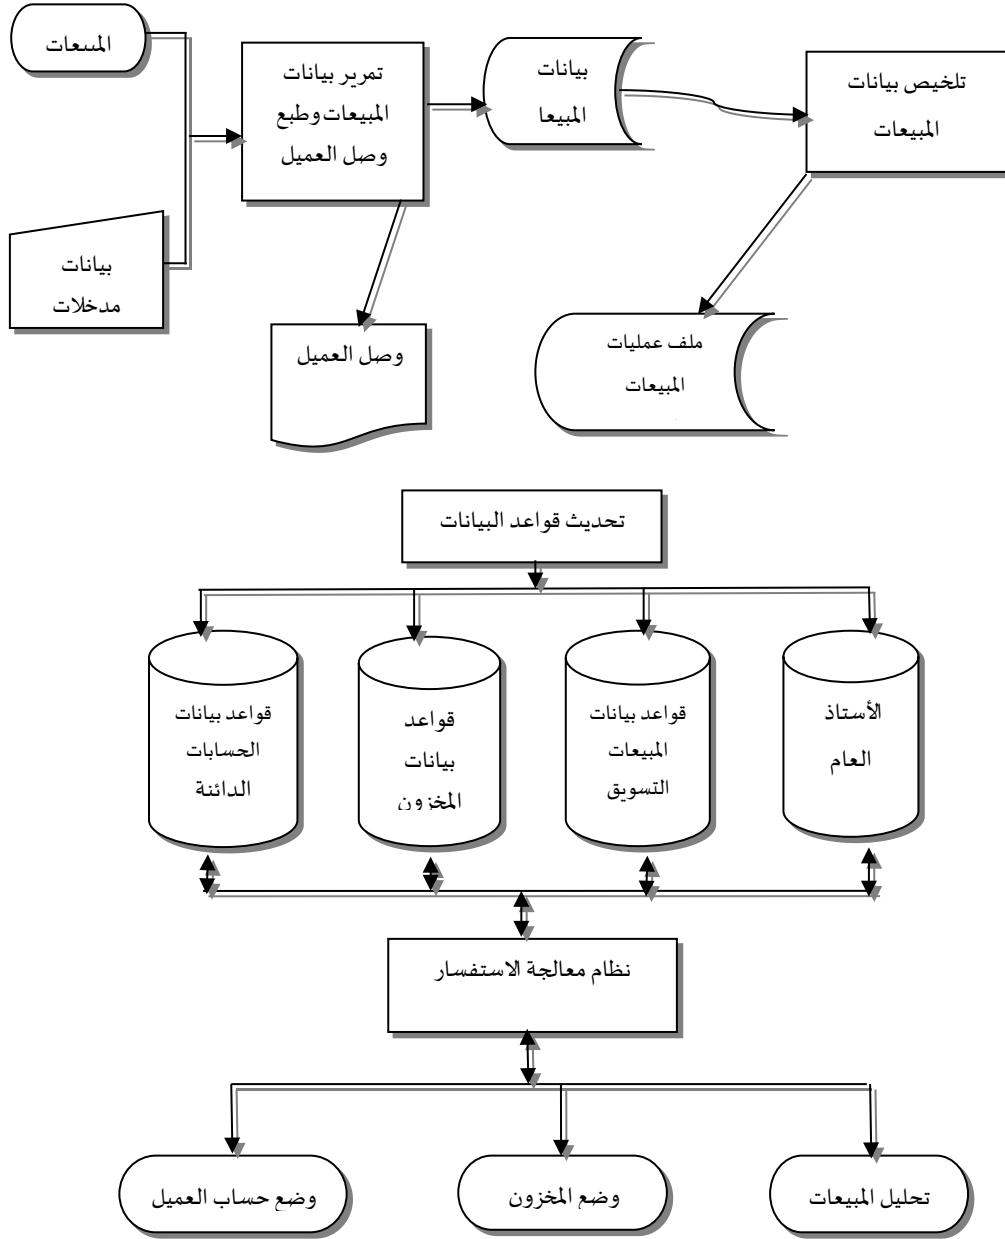 المبيعات
تمرير بيانات
المبيعات وطبع
وصل العميل
بيانات
المبيعا
تلخيص بيانات
المبيعات
بيانات
مدخلات
وصل العميل
ملف عمليات
المبيعات
تحديث قواعد البيانات
قواعد بيانات
الحسابات
الدائنة
قواعد
بيانات
المخزون
قواعد بيانات
المبيعات
التسويق
الأستاذ
العام
نظام معالجة الاستفسار
وضع حساب العميل
وضع المخزون
تحليل المبيعات